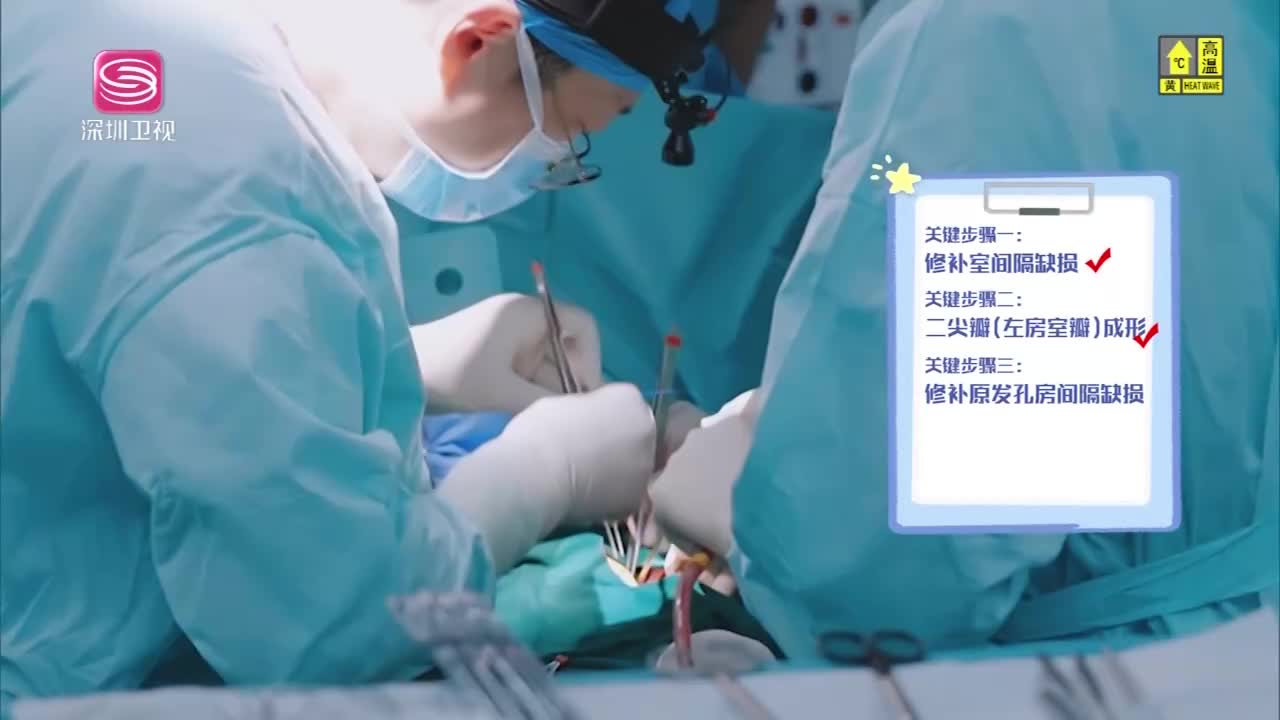 深圳卫视
高温
℃
黄 HEAT WAVE
关键步骤一：
修补室间隔缺损
关键步骤二：
二尖瓣(左房室瓣)成形
关键步骤三：
修补原发孔房间隔缺损